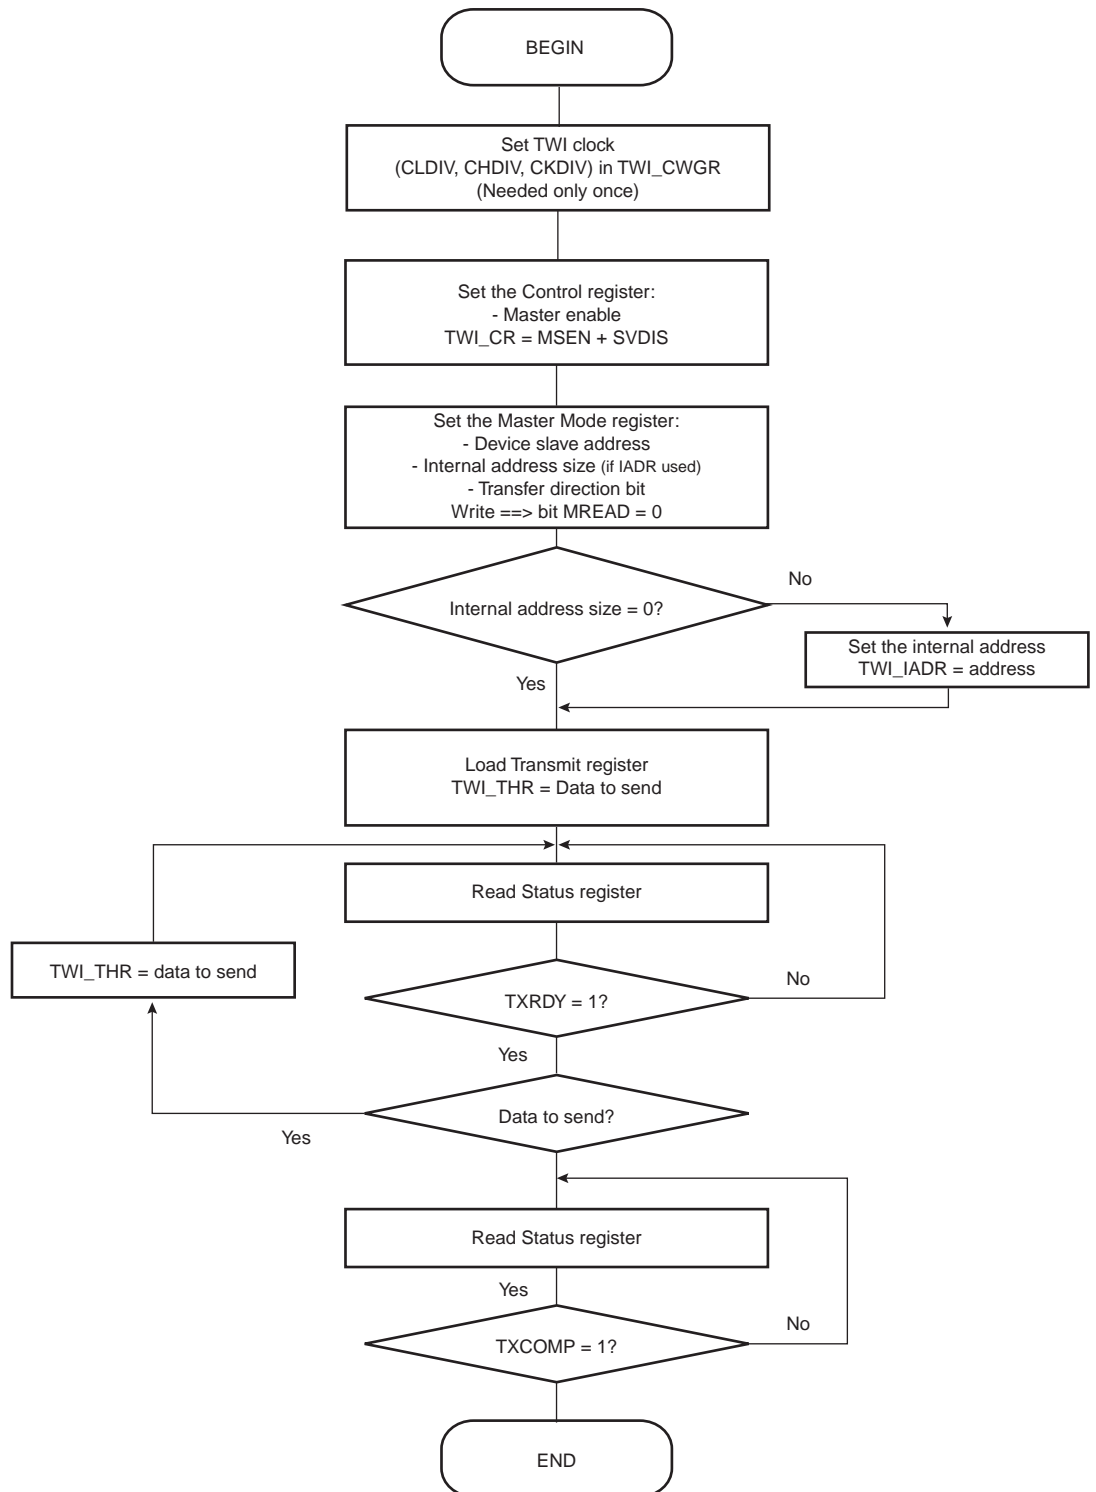 BEGIN
Set TWI clock
(CLDIV, CHDIV, CKDIV) in TWI_CWGR
(Needed only once)
Set the Control register:
- Master enable
TWI_CR = MSEN + SVDIS
Set the Master Mode register:
- Device slave address
- Internal address size (if IADR used)
- Transfer direction bit
Write ==> bit MREAD = 0
No
Internal address size = 0?
Set the internal address
TWI_IADR = address
Yes
Load Transmit register
TWI_THR = Data to send
Read Status register
TWI_THR = data to send
No
TXRDY = 1?
Yes
Data to send?
Yes
Read Status register
Yes
No
TXCOMP = 1?
END